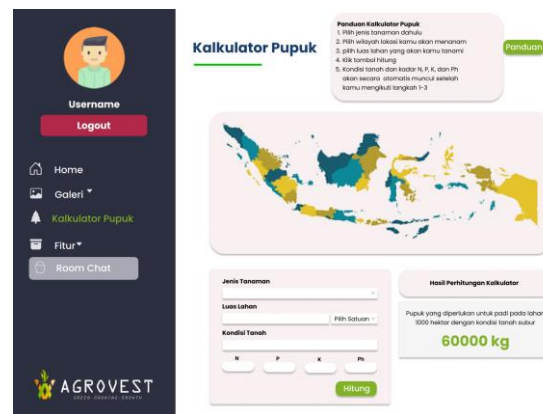 Username
Logout
Home
Galeri
Kalkulator Pupuk
Fitur
Room Chat
AGROVEST
GREEN GROWING GROWTH
Kalkulator Pupuk
Panduan Kalkulator Pupuk
1. Pilih jenis tanaman dahulu
2. Pilih wilayah lokasi kamu akan menanam
3. pilih luas lahan yang akan kamu tanami
4. Klik tombol hitung
5. Kondisi tanah dan kadar N, P, K, dan Ph
akan secara otomatis muncul setelah
kamu mengikuti langkah 1-3
Panduan
Jenis Tanaman
Luas Lahan
Pilih Satuan
Kondisi Tanah
N P K Ph
Hitung
Hasil Perhitungan Kalkulator
Pupuk yang diperlukan untuk padi pada lahan
1000 hektar dengan kondisi tanah subur
60000 kg